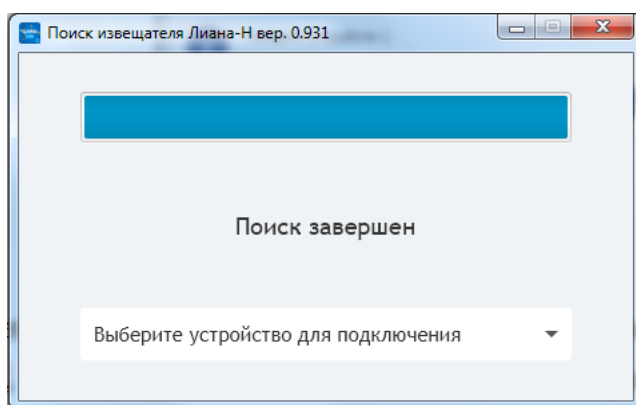 Поиск извещателя Лиана-Н вер. 0.931
Поиск завершен
Выберите устройство для подключения